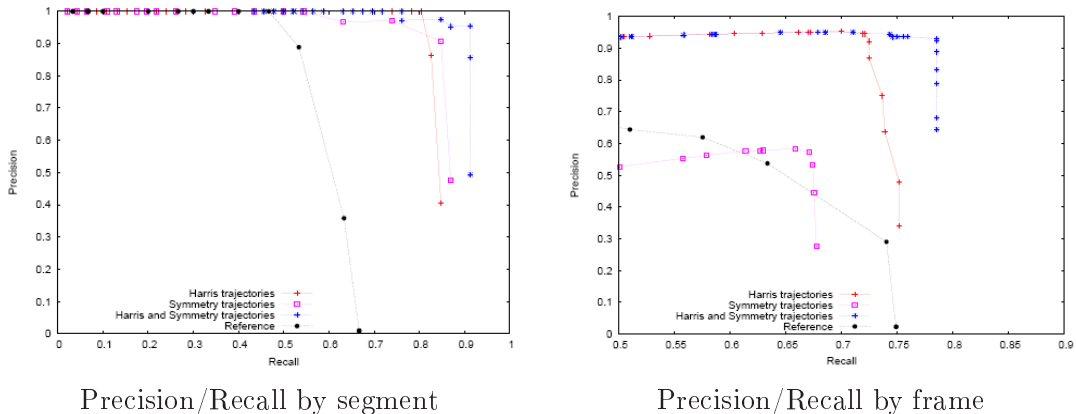 1
0.9
0.8
0.7
0.6
0.5
0.4
0.3
0.2
0.1
0
Precision
0 0.1 0.2 0.3 0.4 0.5 0.6 0.7 0.8 0.9 1
Recall
Harris trajectories
Symmetry trajectories
Harris and Symmetry trajectories
Reference
Precision/Recall by segment
1
0.9
0.8
0.7
0.6
0.5
0.4
0.3
0.2
0.1
0
Precision
0.5 0.55 0.6 0.65 0.7 0.75 0.8 0.85 0.9
Recall
Harris trajectories
Symmetry trajectories
Harris and Symmetry trajectories
Reference
Precision/Recall by frame